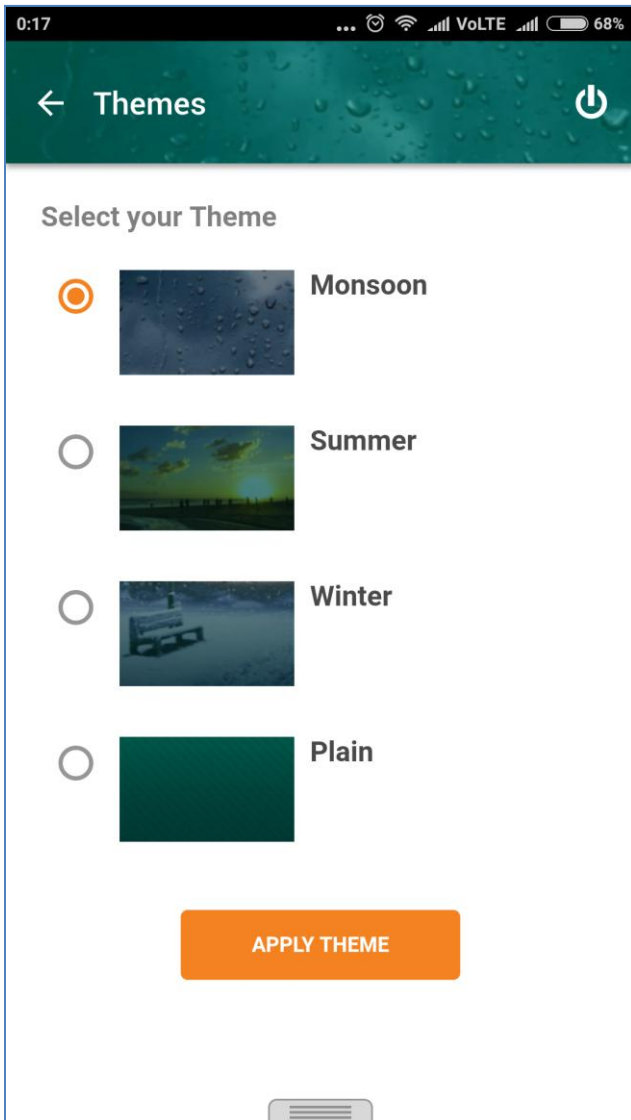 0:17 ... VoLTE 68%
Themes
Select your Theme
Monsoon
Summer
Winter
Plain
APPLY THEME